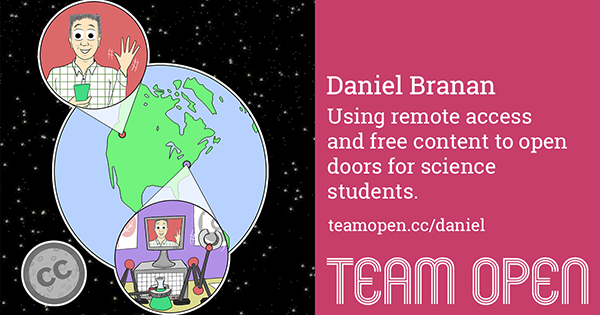 Daniel Branan
Using remote access
and free content to open
doors for science
students.
teamopen.cc/daniel
TEAM OPEN
CC